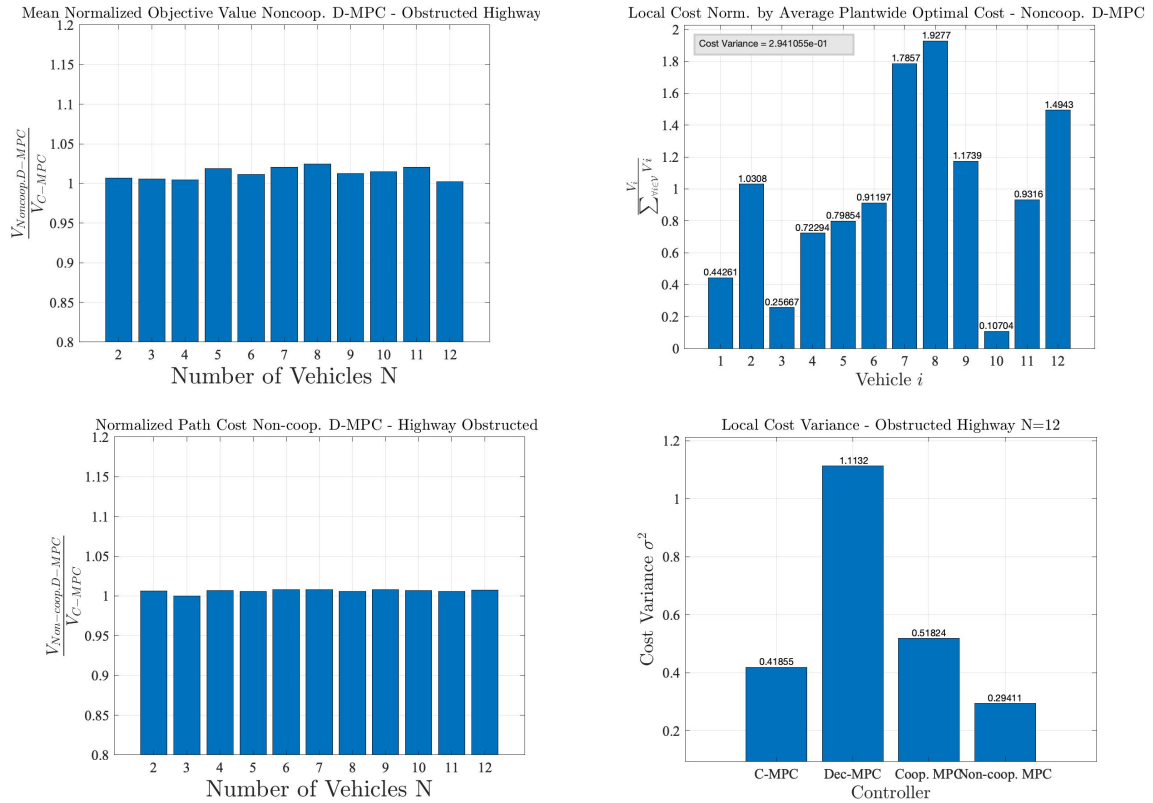 Mean Normalized Objective Value Noncoop. D-MPC - Obstructed Highway
1.2
1.15
1.1
1.05
1
0.95
0.9
0.85
0.8
V_{Noncoop.D-MPC}
V_{C-MPC}
2 3 4 5 6 7 8 9 10 11 12
Number of Vehicles N
Local Cost Norm. by Average Plantwide Optimal Cost - Noncoop. D-MPC
Cost Variance = 2.941055e-01
2
1.8
1.6
1.4
1.2
1
0.8
0.6
0.4
0.2
0
V_i
∑_{∀i∈𝒱} V_i
0.44261
1.0308
0.25667
0.72294
0.79854
0.91197
1.7857
1.9277
1.1739
0.10704
0.9316
1.4943
1 2 3 4 5 6 7 8 9 10 11 12
Vehicle i
Normalized Path Cost Non-coop. D-MPC - Highway Obstructed
1.2
1.15
1.1
1.05
1
0.95
0.9
0.85
0.8
V_{Non-coop.D-MPC}
V_{C-MPC}
2 3 4 5 6 7 8 9 10 11 12
Number of Vehicles N
Local Cost Variance - Obstructed Highway N=12
1.2
1
0.8
0.6
0.4
0.2
Cost Variance σ²
0.41855
1.1132
0.51824
0.29411
C-MPC Dec-MPC Coop. MPC Non-coop. MPC
Controller